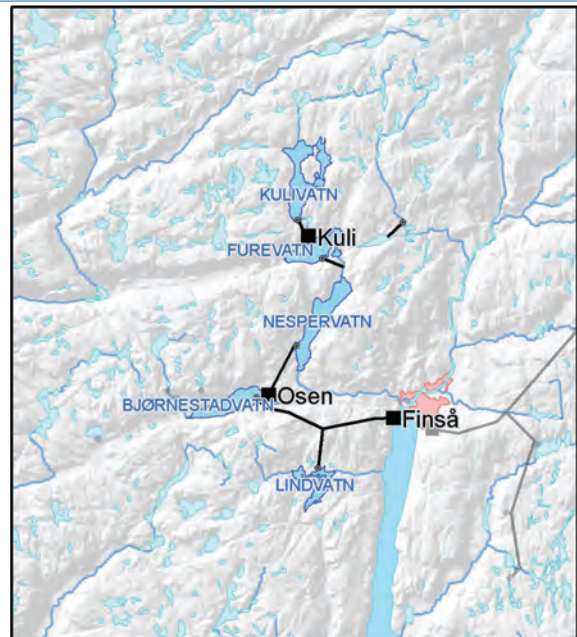 KULIVATN
Kuli
FUREVATN
NESPERVATN
Osen
BJØRNESTADVATN
Finså
LINDVATN